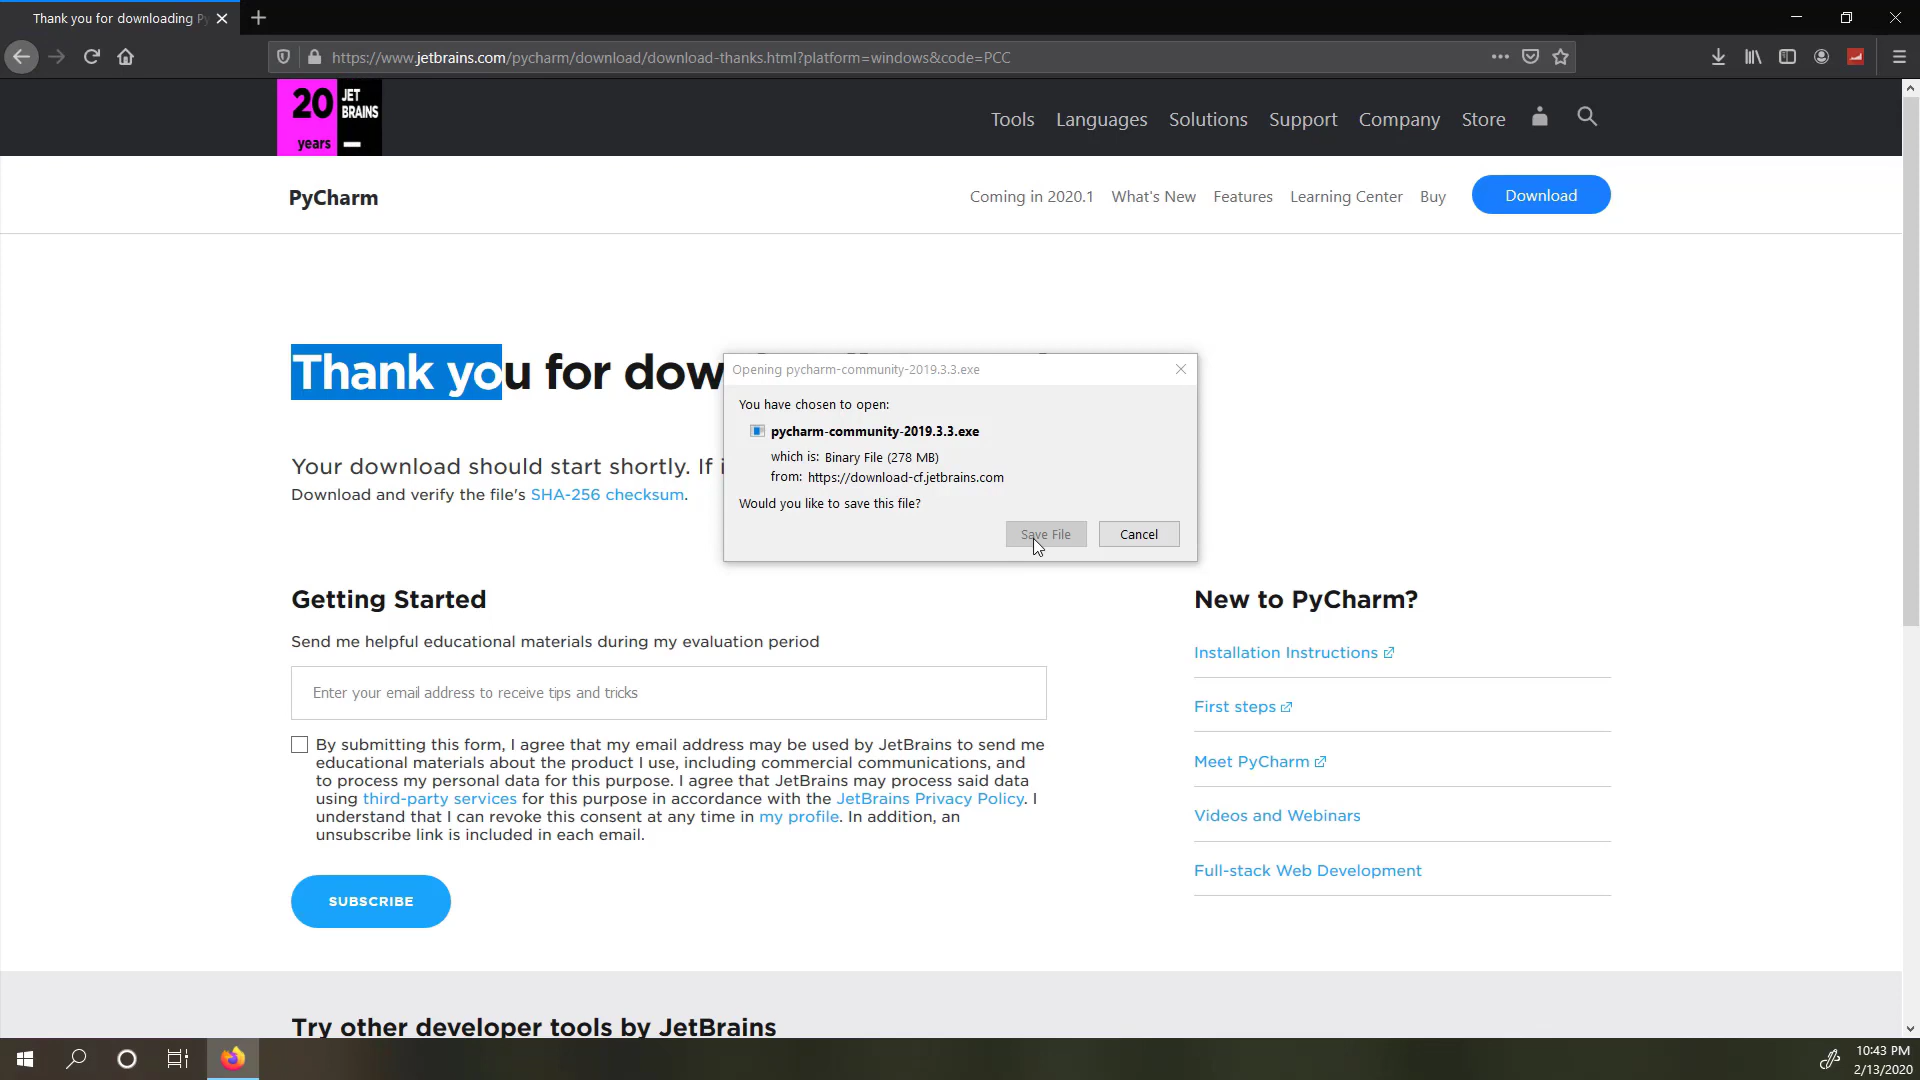 Thank you for downloading P
https://www.jetbrains.com/pycharm/download/download-thanks.html?platform=windows&code=PCC
20
years
JET
BRAINS
Tools Languages Solutions Support Company Store
PyCharm
Coming in 2020.1 What's New Features Learning Center Buy Download
Thank you for dow
Your download should start shortly. If i
Download and verify the file's SHA-256 checksum.
Opening pycharm-community-2019.3.3.exe
You have chosen to open:
pycharm-community-2019.3.3.exe
which is: Binary File (278 MB)
from: https://download-cf.jetbrains.com
Would you like to save this file?
Save File Cancel
Getting Started
Send me helpful educational materials during my evaluation period
Enter your email address to receive tips and tricks
By submitting this form, I agree that my email address may be used by JetBrains to send me
educational materials about the product I use, including commercial communications, and
to process my personal data for this purpose. I agree that JetBrains may process said data
using third-party services for this purpose in accordance with the JetBrains Privacy Policy. I
understand that I can revoke this consent at any time in my profile. In addition, an
unsubscribe link is included in each email.
SUBSCRIBE
New to PyCharm?
Installation Instructions
First steps
Meet PyCharm
Videos and Webinars
Full-stack Web Development
Try other developer tools by JetBrains
10:43 PM
2/13/2020